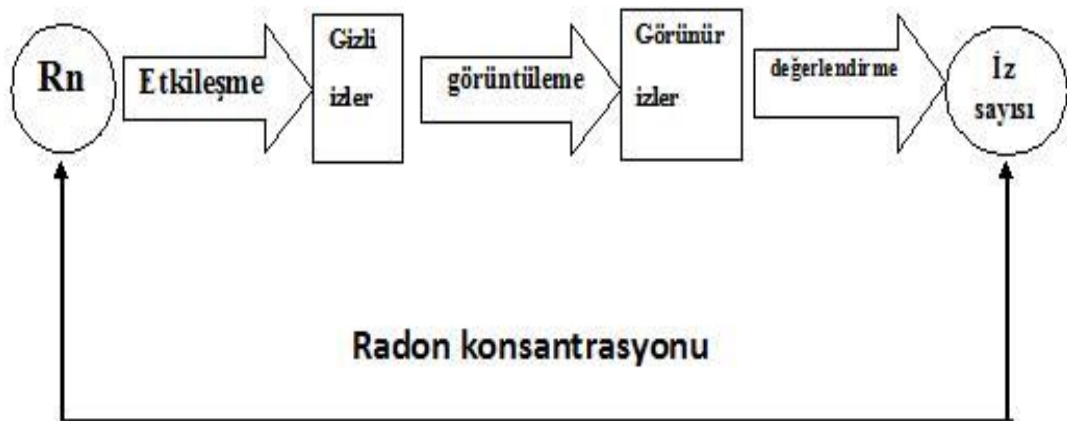 Rn
Etkileşme
Gizli
izler
görüntüleme
Görünür
izler
değerlendirme
İz
sayısı
Radon konsantrasyonu